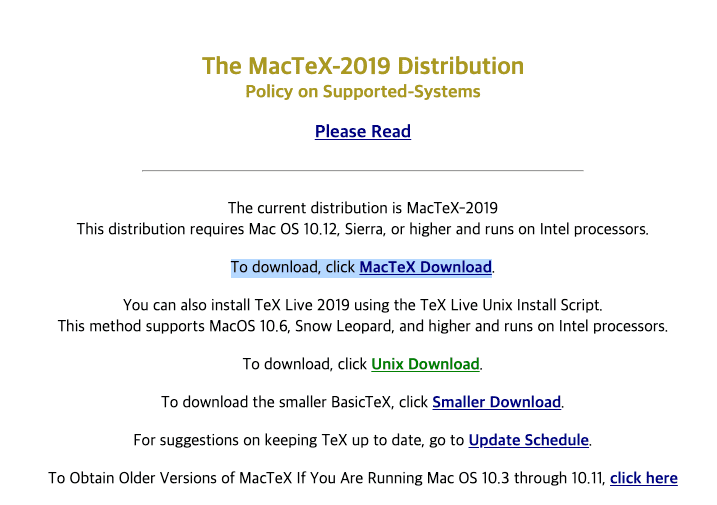 The MacTeX-2019 Distribution
Policy on Supported-Systems
Please Read
The current distribution is MacTeX-2019
This distribution requires Mac OS 10.12, Sierra, or higher and runs on Intel processors.
To download, click MacTeX Download.
You can also install TeX Live 2019 using the TeX Live Unix Install Script.
This method supports MacOS 10.6, Snow Leopard, and higher and runs on Intel processors.
To download, click Unix Download.
To download the smaller BasicTeX, click Smaller Download.
For suggestions on keeping TeX up to date, go to Update Schedule.
To Obtain Older Versions of MacTeX If You Are Running Mac OS 10.3 through 10.11, click here